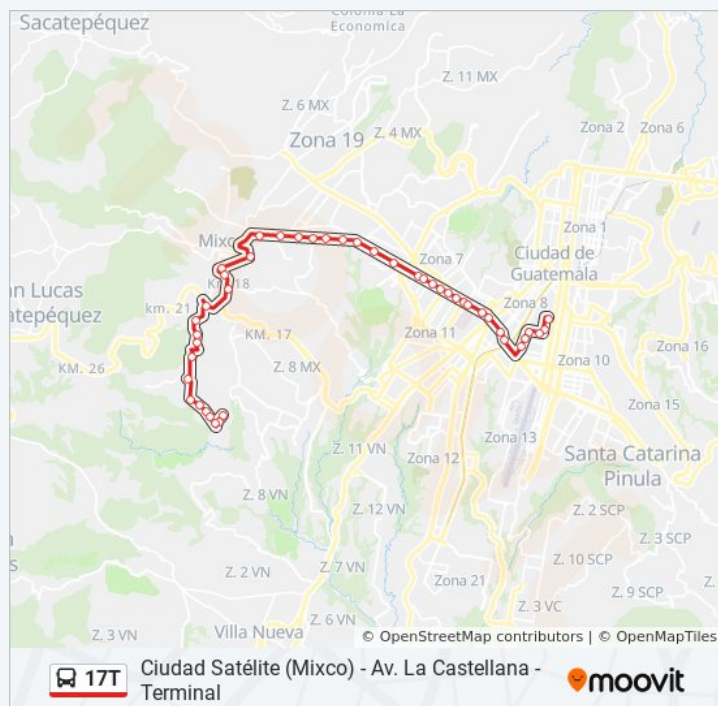 Sacatepéquez
Colonia La
Economica
Z. 11 MX
Z. 6 MX
Zona 19
Z. 4 MX
Zona 2
Zona 6
Zona 1
Mixco
Zona 7
Ciudad de
Guatemala
KM. 18
an Lucas
catepéquez
km. 21
Zona 8
KM. 17
Zona 11
KM. 26
Z. 8 MX
Zona 10
Zona 16
Zona 15
Z. 11 VN
Zona 13
Zona 12
Santa Catarina
Pinula
Z. 8 VN
Z. 12 VN
Z. 2 SCP
Z. 10 SCP
Z. 7 VN
Z. 2 VN
Zona 21
Z. 9 SCP
Z. 6 VN
Z. 3 VC
Z. 3 VN
Villa Nueva
© OpenStreetMap contributors | © OpenMapTiles
17T
Ciudad Satélite (Mixco) - Av. La Castellana -
Terminal
moovit